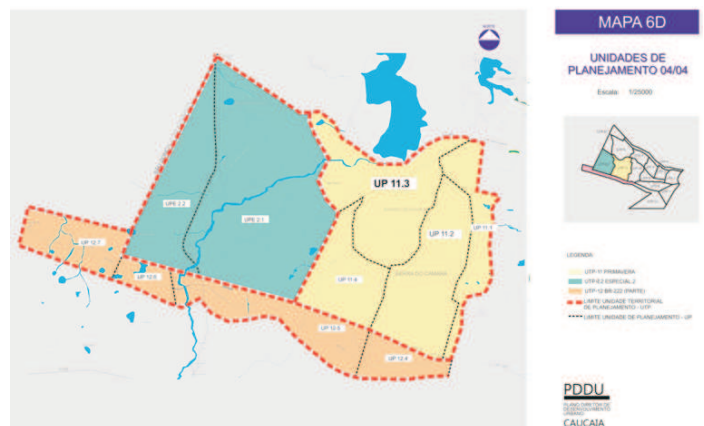 MAPA 6D
UNIDADES DE
PLANEJAMENTO 04/04
Escala: 1/25000
NORTE
UP 11.3
UPE 2.2
UPE 2.1
UP 11.2
UP 11.1
UP 11.4
UP 12.7
UP 12.6
UP 12.5
UP 12.4
LEGENDA:
UTP-11 PRIMAVERA
UTP-E2 ESPECIAL 2
UTP-12 BR-222 (PARTE)
LIMITE UNIDADE TERRITORIAL
DE PLANEJAMENTO - UTP
LIMITE UNIDADE DE PLANEJAMENTO - UP
PDDU
PLANO DIRETOR DE
DESENVOLVIMENTO
URBANO
CAUCAIA